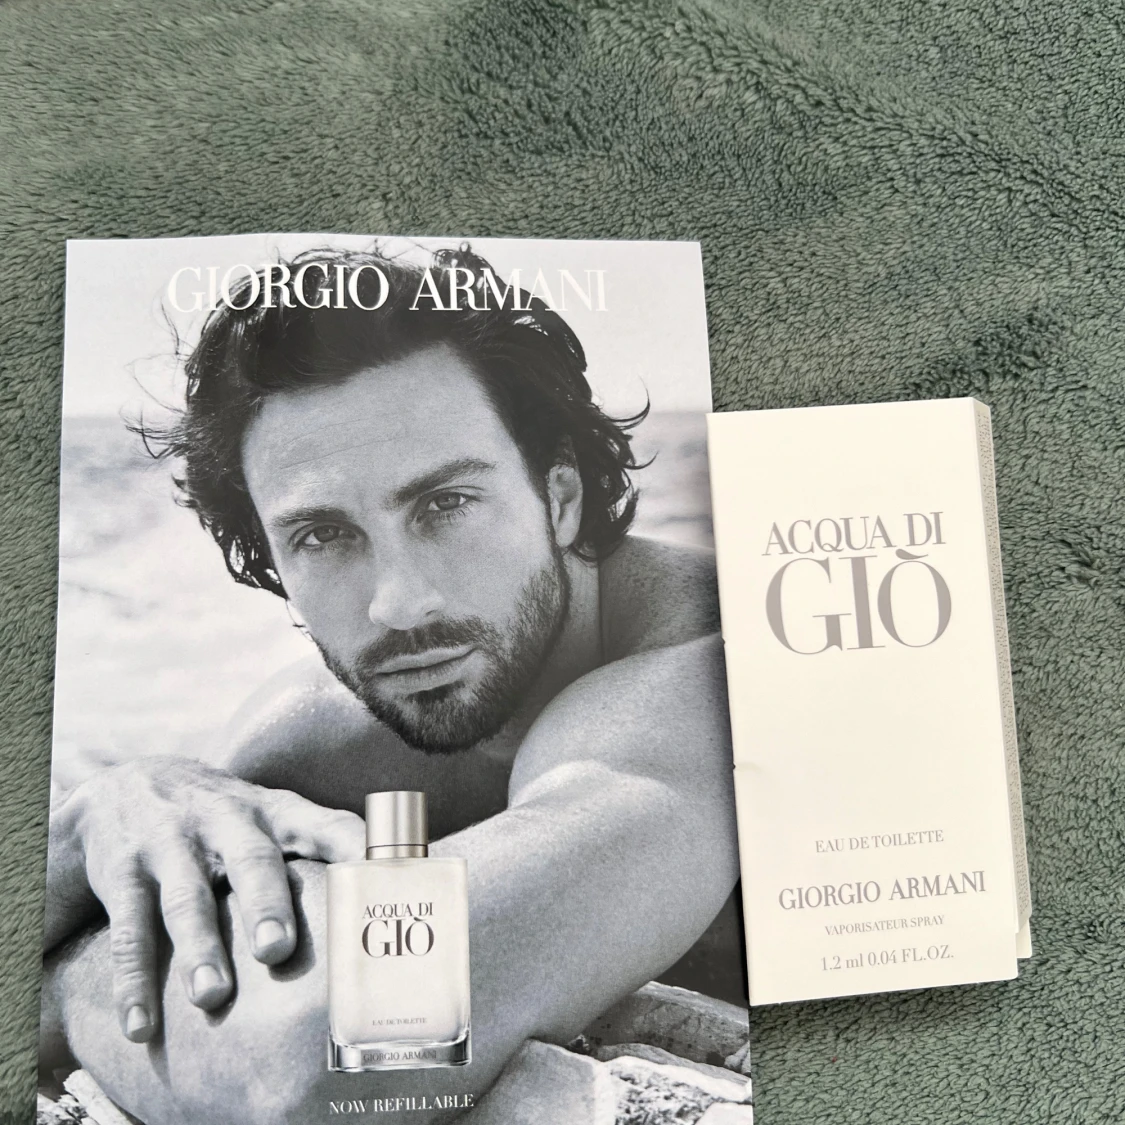 GIORGIO ARMANI
ACQUA DI
GIÒ
EAU DE TOILETTE
GIORGIO ARMANI
NOW REFILLABLE
ACQUA DI
GIÒ
EAU DE TOILETTE
GIORGIO ARMANI
VAPORISATEUR SPRAY
1.2 ml 0.04 FL.OZ.